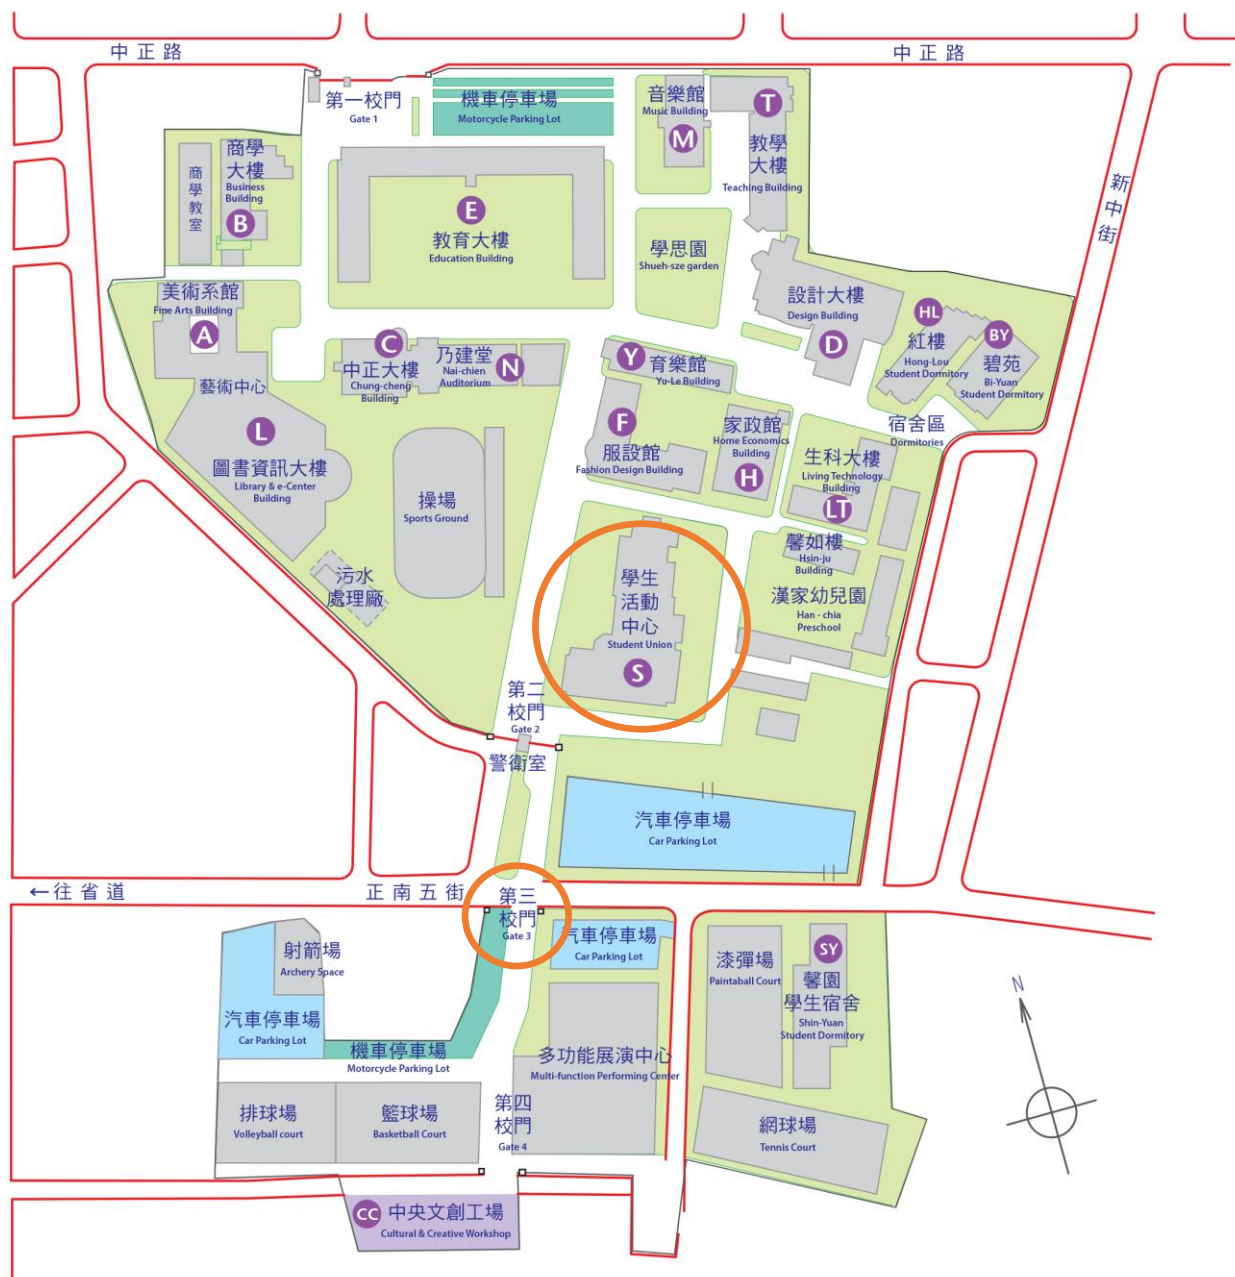 中正路
中正路
第一校門
Gate 1
機車停車場
Motorcycle Parking Lot
音樂館
Music Building
M
T
教學
大樓
Teaching Building
新中街
商學
大樓
Business
Building
B
商學教室
E
教育大樓
Education Building
學思園
Shueh-sze garden
設計大樓
Design Building
D
HL
紅樓
Hong-Lou
Student Dormitory
BY
碧苑
Bi-Yuan
Student Dormitory
美術系館
Fine Arts Building
A
藝術中心
C
中正大樓
Chung-cheng
Building
乃建堂
Nai-chien
Auditorium
N
Y
育樂館
Yu-Le Building
F
服設館
Fashion Design Building
家政館
Home Economics
Building
H
宿舍區
Dormitories
生科大樓
Living Technology
Building
LT
L
圖書資訊大樓
Library & e-Center
Building
操場
Sports Ground
污水
處理廠
學生
活動
中心
Student Union
S
馨如樓
Hsin-ju
Building
漢家幼兒園
Han - chia
Preschool
第二
校門
Gate 2
警衛室
汽車停車場
Car Parking Lot
←往省道
正南五街
第三
校門
Gate 3
射箭場
Archery Space
汽車停車場
Car Parking Lot
汽車停車場
Car Parking Lot
漆彈場
Paintaball Court
SY
馨園
學生宿舍
Shin-Yuan
Student Dormitory
N
機車停車場
Motorcycle Parking Lot
多功能展演中心
Multi-function Performing Center
排球場
Volleyball court
籃球場
Basketball Court
第四
校門
Gate 4
網球場
Tennis Court
CC
中央文創工場
Cultural & Creative Workshop